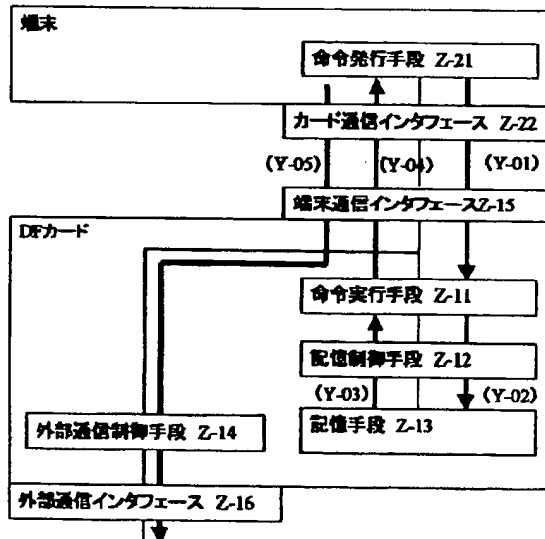 端末
命令発行手段 Z-21
カード通信インタフェース Z-22
(Y-05) (Y-04) (Y-01)
端末通信インタフェースZ-15
DFカード
命令実行手段 Z-11
記憶制御手段 Z-12
(Y-03) (Y-02)
外部通信制御手段 Z-14
記憶手段 Z-13
外部通信インタフェース Z-16